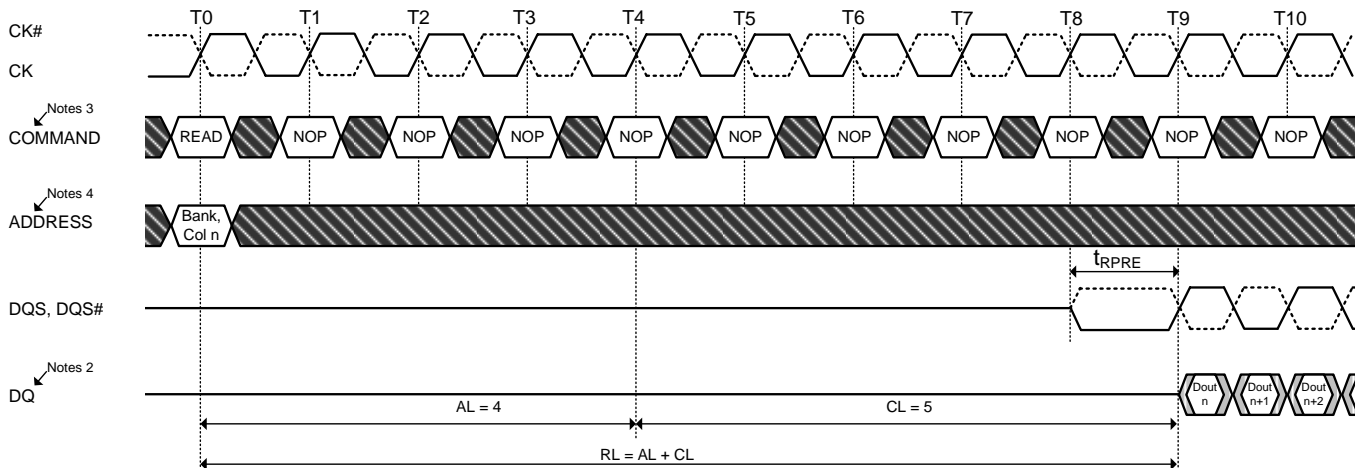 T0 T1 T2 T3 T4 T5 T6 T7 T8 T9 T10
CK#
CK
Notes 3
COMMAND
READ NOP NOP NOP NOP NOP NOP NOP NOP NOP NOP
Notes 4
ADDRESS
Bank,
Col n
tRPRE
DQS, DQS#
Notes 2
DQ
Dout
n
Dout
n+1
Dout
n+2
AL = 4
CL = 5
RL = AL + CL